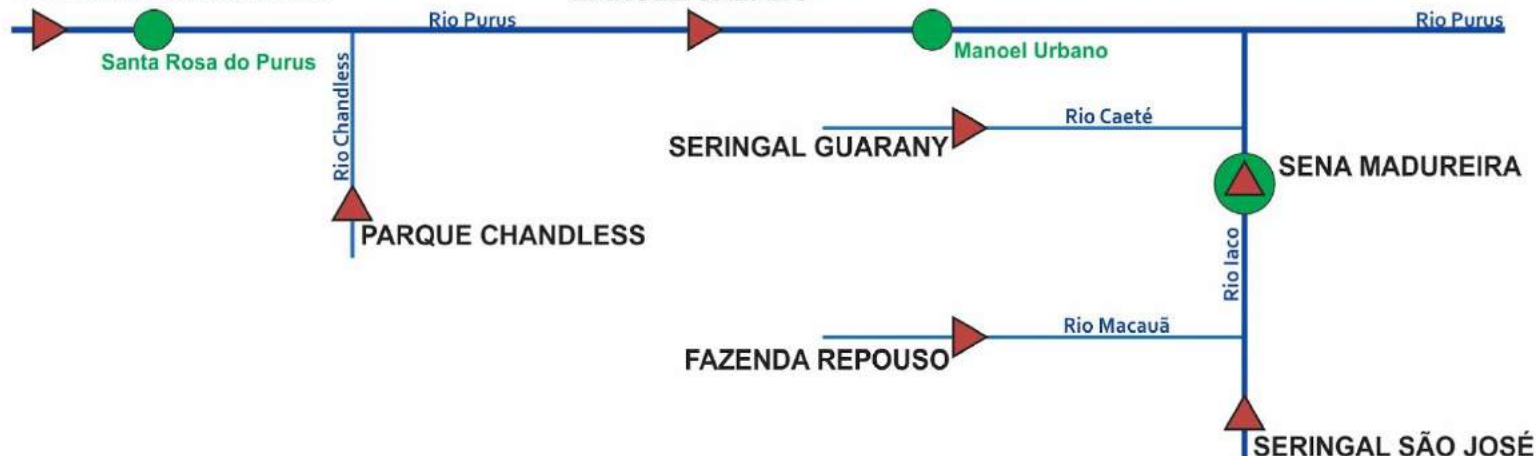 Rio Purus
Rio Purus
Santa Rosa do Purus
Manoel Urbano
Rio Chandless
Rio Caeté
SERINGAL GUARANY
SENA MADUREIRA
PARQUE CHANDLESS
Rio Iaco
Rio Macauã
FAZENDA REPOUSO
SERINGAL SÃO JOSÉ